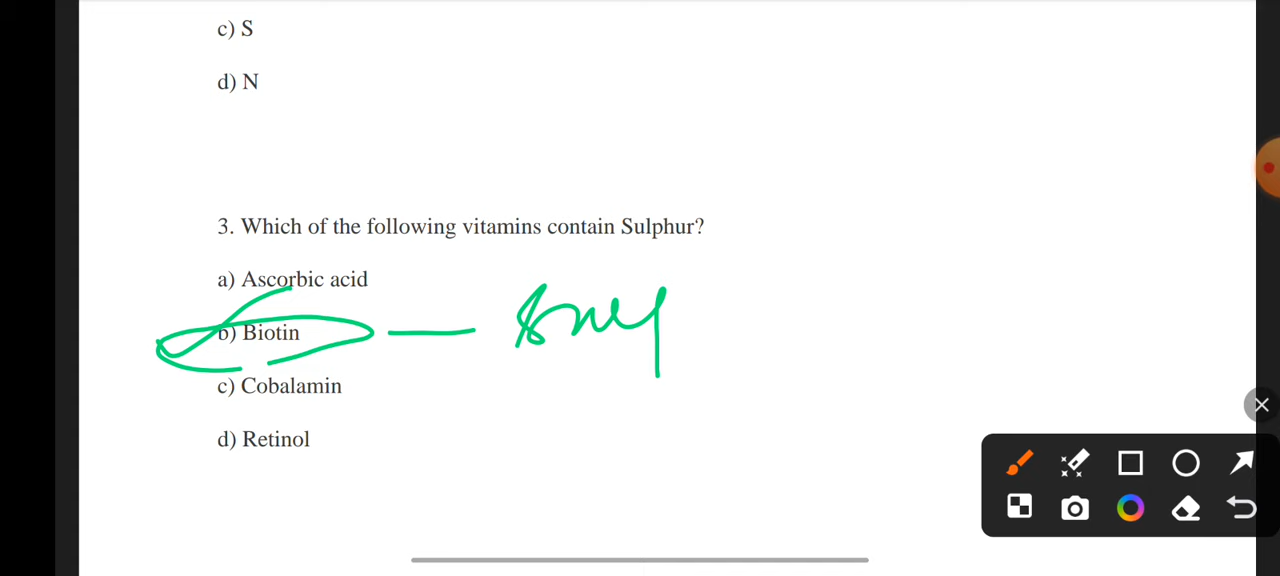 c) S
d) N
3. Which of the following vitamins contain Sulphur?
a) Ascorbic acid
b) Biotin
c) Cobalamin
d) Retinol